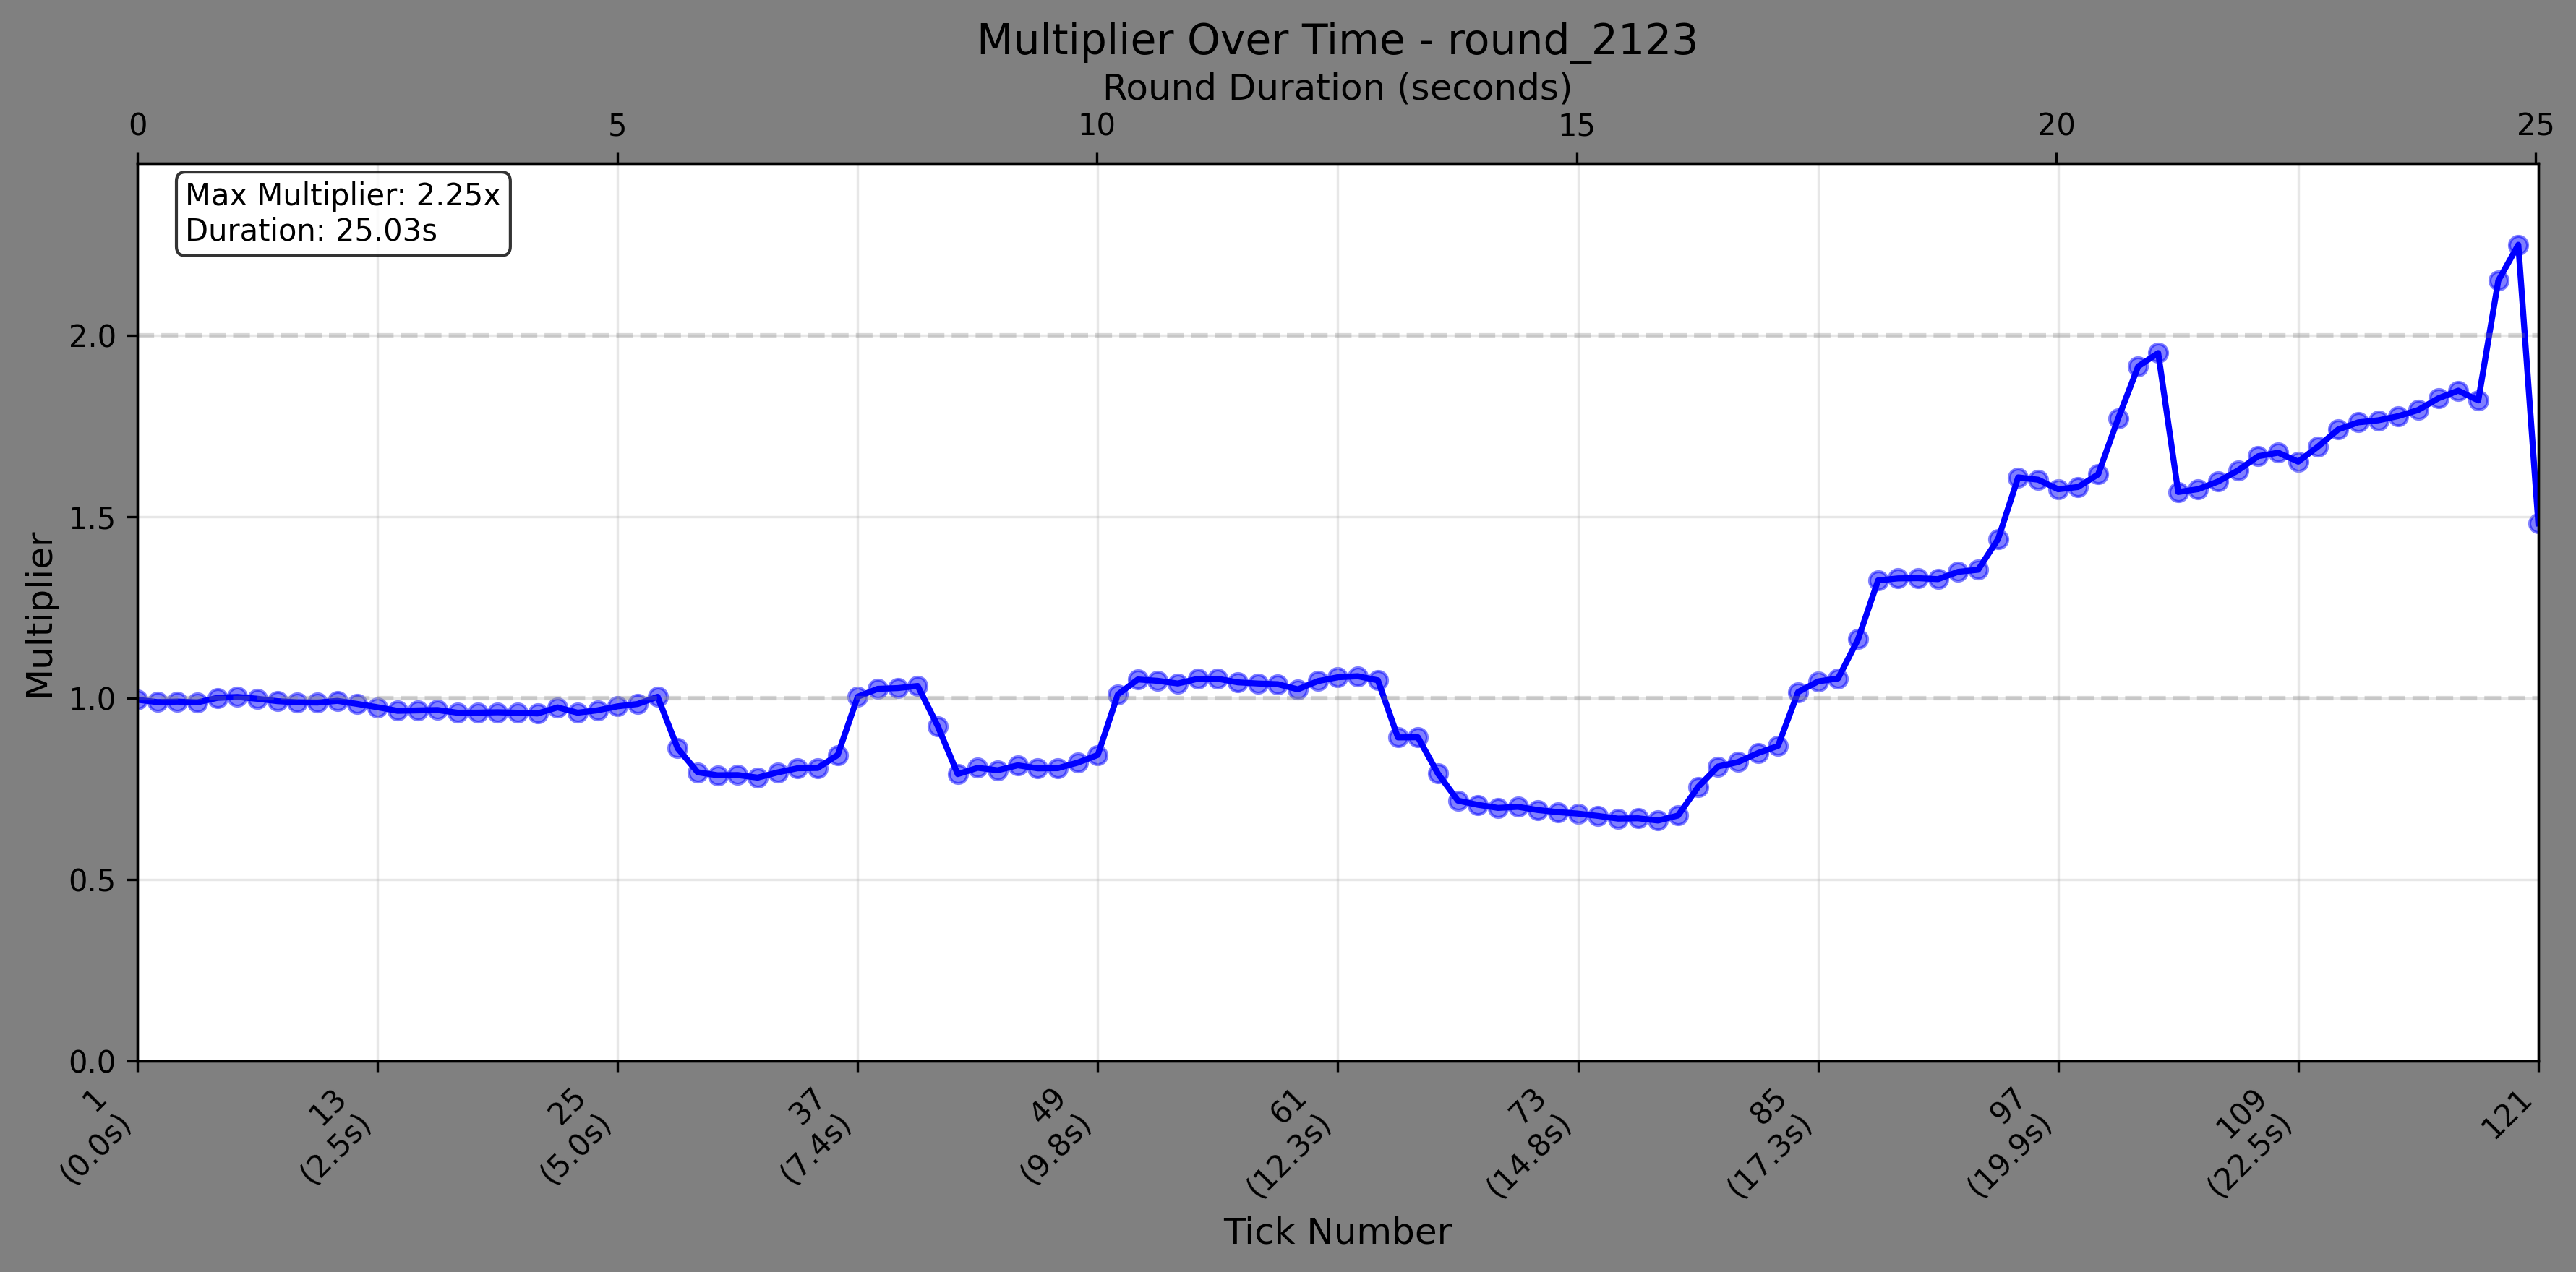 Multiplier Over Time - round_2123
Round Duration (seconds)
0 5 10 15 20 25
Max Multiplier: 2.25x
Duration: 25.03s
Multiplier
2.0
1.5
1.0
0.5
0.0
1
(0.0s)
13
(2.5s)
25
(5.0s)
37
(7.4s)
49
(9.8s)
61
(12.3s)
73
(14.8s)
85
(17.3s)
97
(19.9s)
109
(22.5s)
121
Tick Number